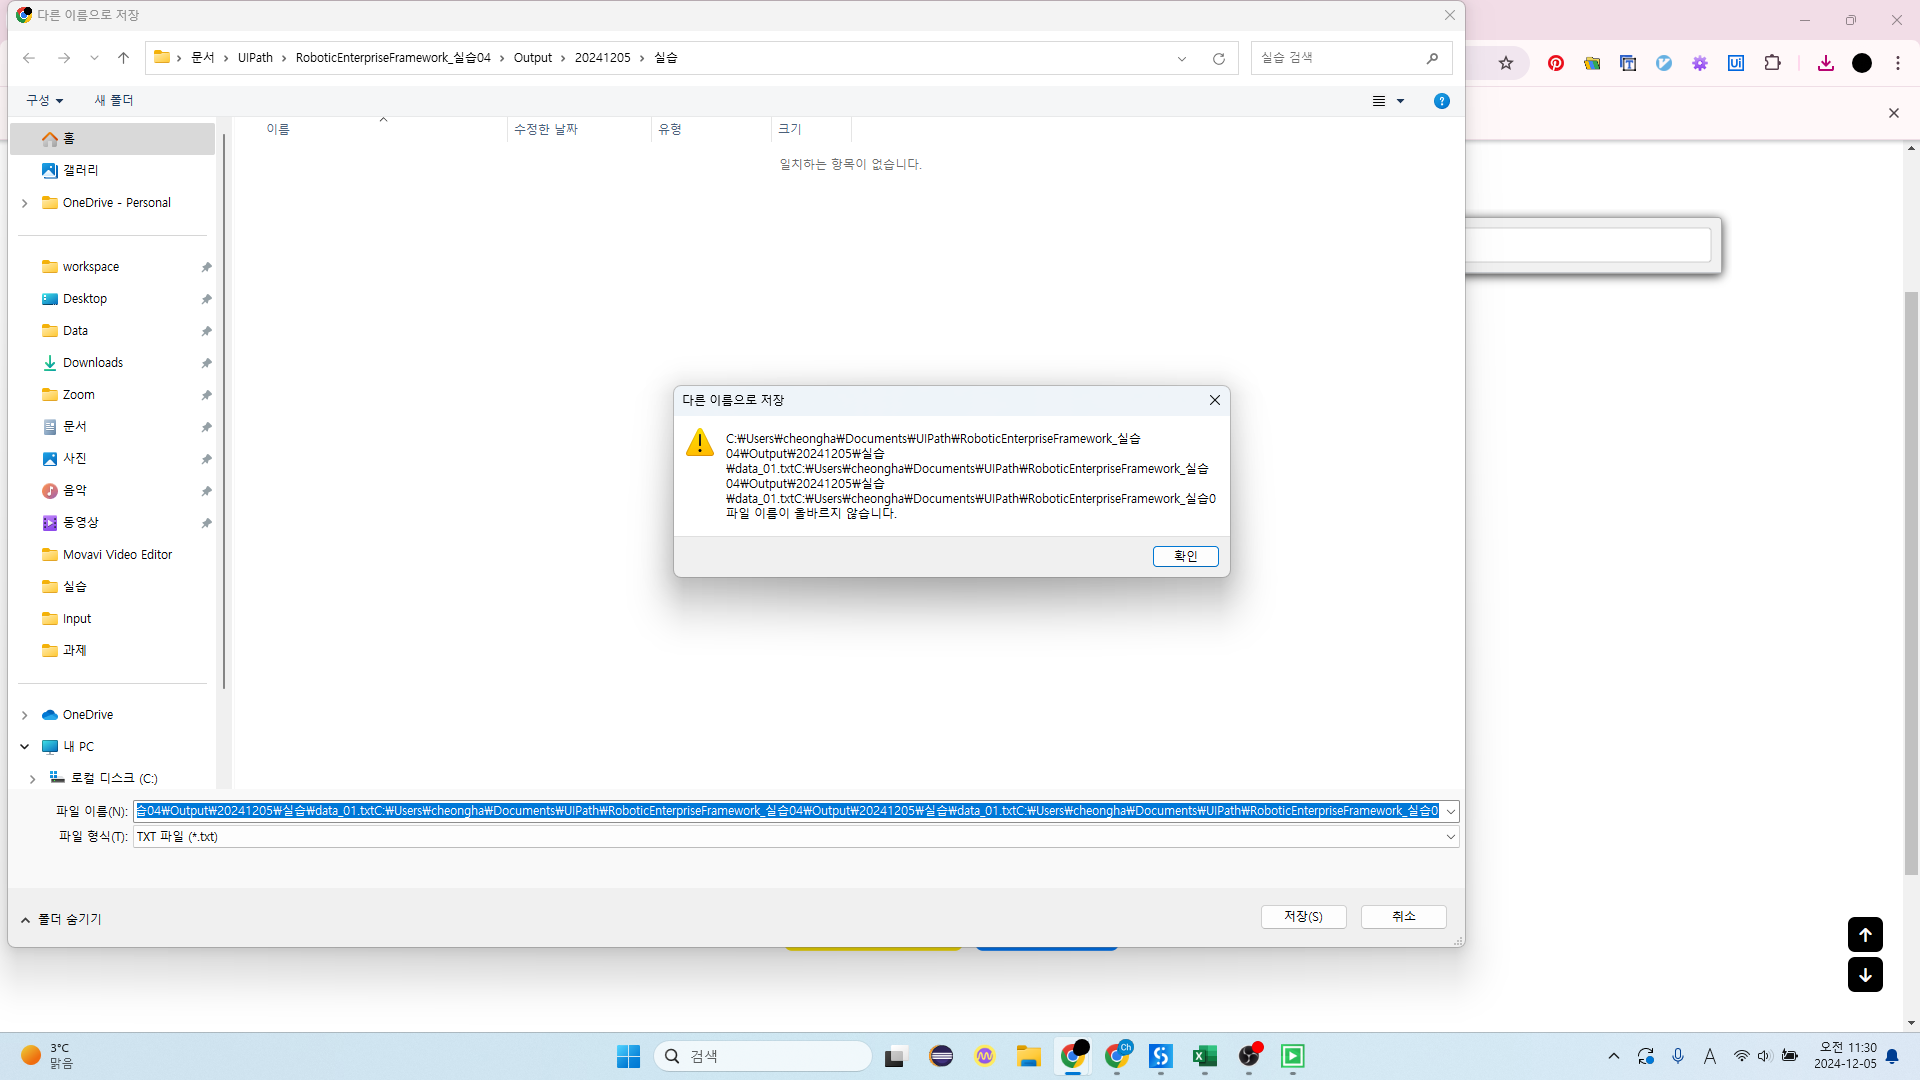 다른 이름으로 저장
문서 > UIPath > RoboticEnterpriseFramework_실습04 > Output > 20241205 > 실습
실습 검색
구성
새 폴더
이름
수정한 날짜
유형
크기
일치하는 항목이 없습니다.
홈
갤러리
OneDrive - Personal
workspace
Desktop
Data
Downloads
Zoom
문서
사진
음악
동영상
Movavi Video Editor
실습
Input
과제
OneDrive
내 PC
로컬 디스크 (C:)
다른 이름으로 저장
C:₩Users₩cheongha₩Documents₩UIPath₩RoboticEnterpriseFramework_실습
04₩Output₩20241205₩실습
₩data_01.txtC:₩Users₩cheongha₩Documents₩UIPath₩RoboticEnterpriseFramework_실습
04₩Output₩20241205₩실습
₩data_01.txtC:₩Users₩cheongha₩Documents₩UIPath₩RoboticEnterpriseFramework_실습0
파일 이름이 올바르지 않습니다.
확인
파일 이름(N): 습04₩Output₩20241205₩실습₩data_01.txtC:₩Users₩cheongha₩Documents₩UIPath₩RoboticEnterpriseFramework_실습04₩Output₩20241205₩실습₩data_01.txtC:₩Users₩cheongha₩Documents₩UIPath₩RoboticEnterpriseFramework_실습0
파일 형식(T): TXT 파일 (*.txt)
폴더 숨기기
저장(S)
취소
3°C
맑음
검색
Ch
A
오전 11:30
2024-12-05